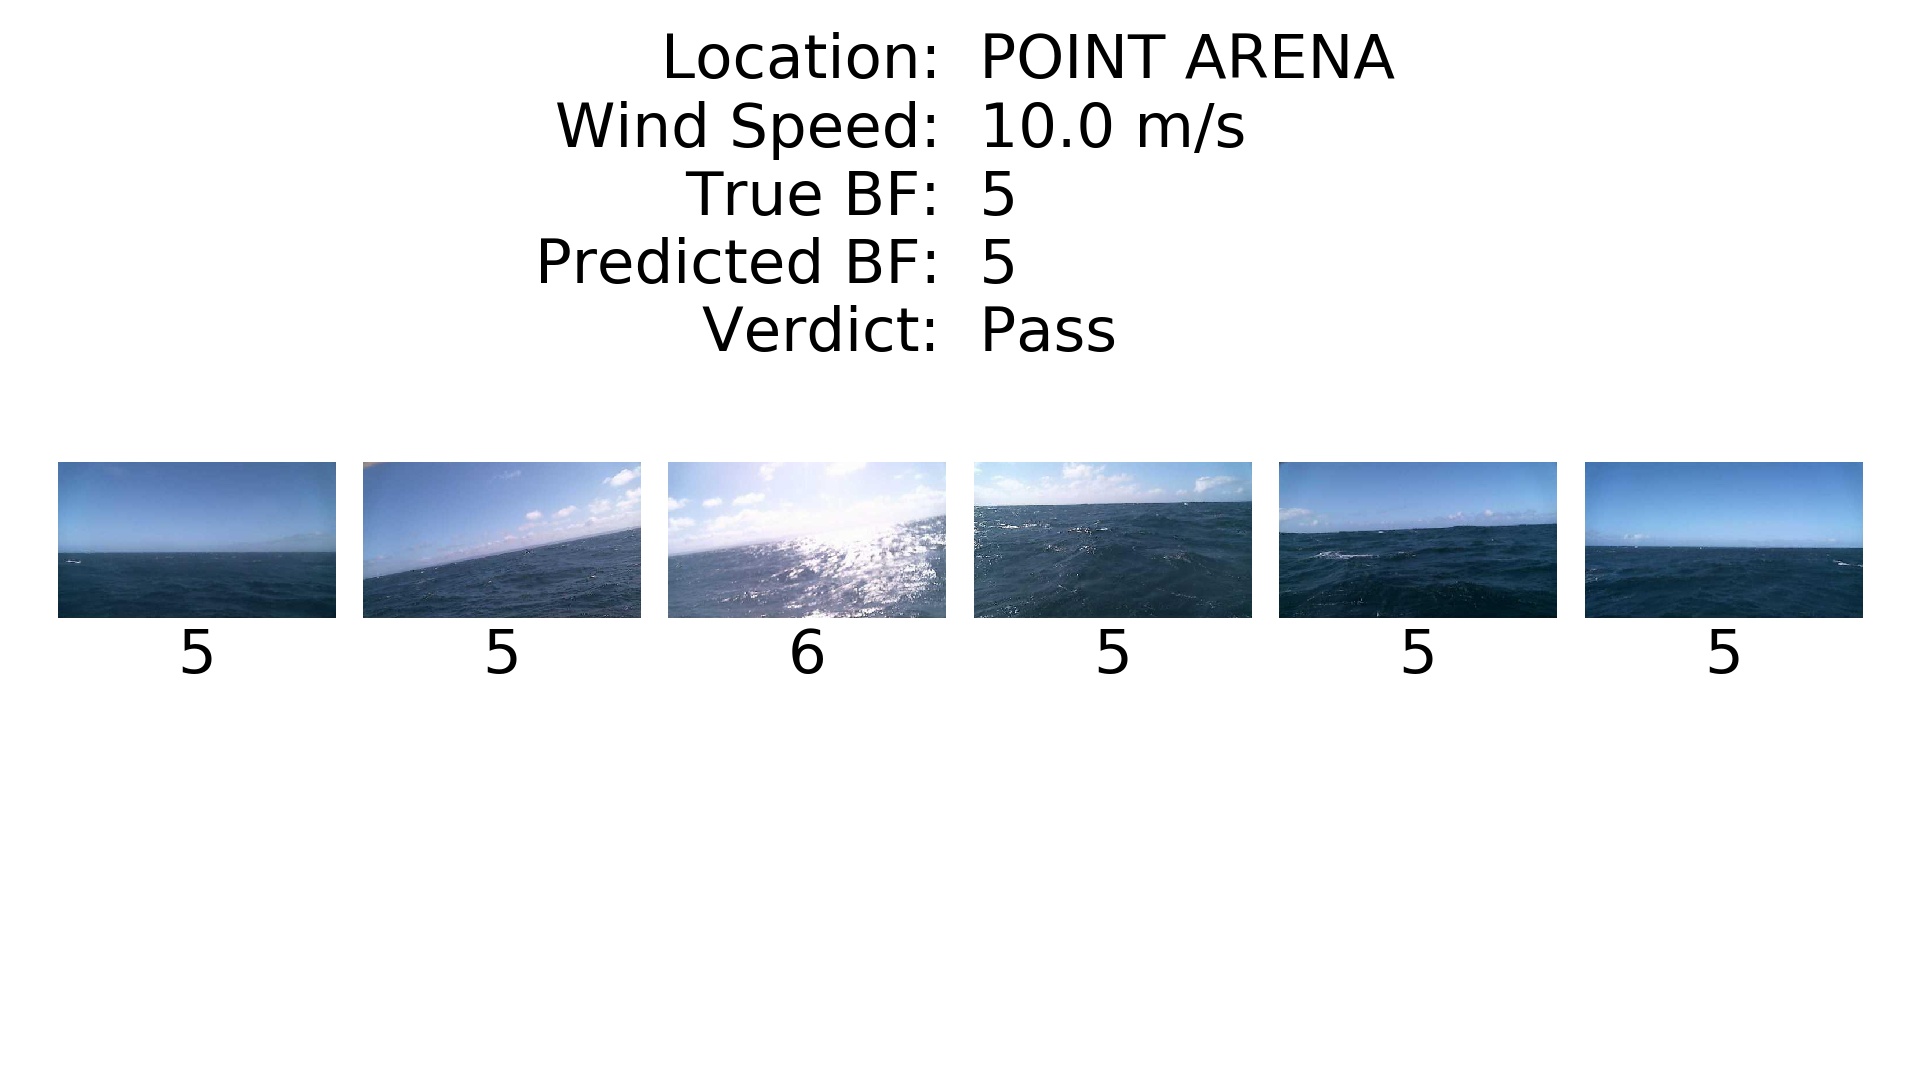 Location: POINT ARENA
Wind Speed: 10.0 m/s
True BF: 5
Predicted BF: 5
Verdict: Pass
5 5 6 5 5 5